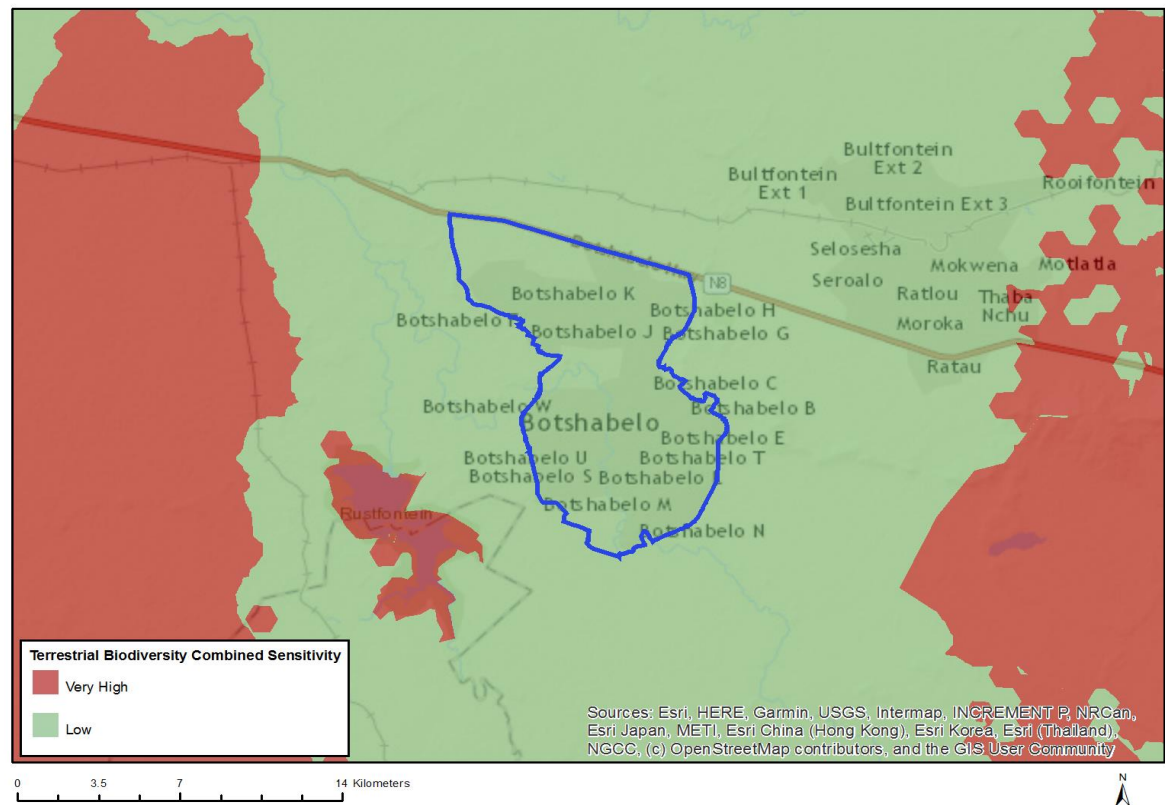 Bultfontein
Ext 2
Bultfontein
Ext 1
Rooifontein
Bultfontein Ext 3
Selosesha
Mokwena
Motlatla
N8
Seroalo
Ratlou
Thaba
Nchu
Botshabelo K
Botshabelo H
Moroka
Botshabelo J
Botshabelo G
Ratau
Botshabelo C
Botshabelo W
Botshabelo B
Botshabelo
Botshabelo E
Botshabelo U
Botshabelo T
Botshabelo S
Botshabelo
Botshabelo M
Rustfontein
Botshabelo N
Terrestrial Biodiversity Combined Sensitivity
Very High
Low
Sources: Esri, HERE, Garmin, USGS, Intermap, INCREMENT P, NRCan,
Esri Japan, METI, Esri China (Hong Kong), Esri Korea, Esri (Thailand),
NGCC, (c) OpenStreetMap contributors, and the GIS User Community
0 3.5 7 14 Kilometers
N